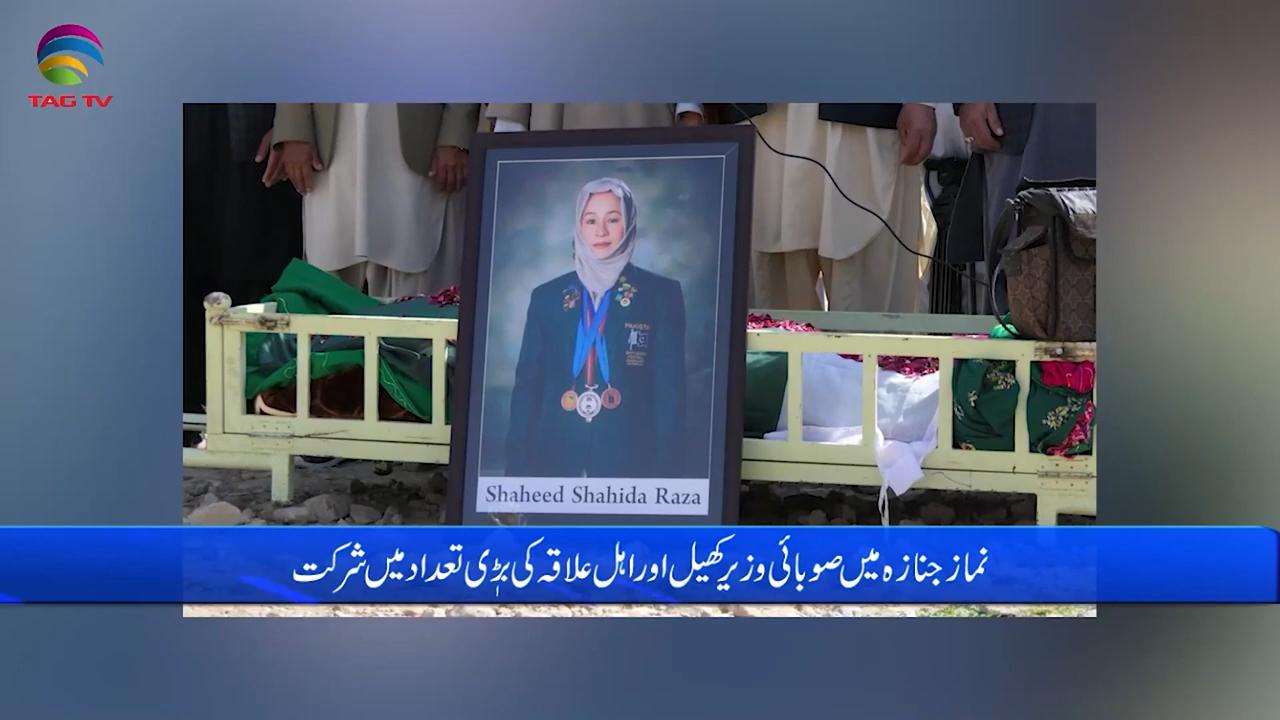 TAG TV
PAKISTAN
Shaheed Shahida Raza
نماز جنازہ میں صوبائی وزیر کھیل اور اہل علاقہ کی بڑی تعداد میں شرکت